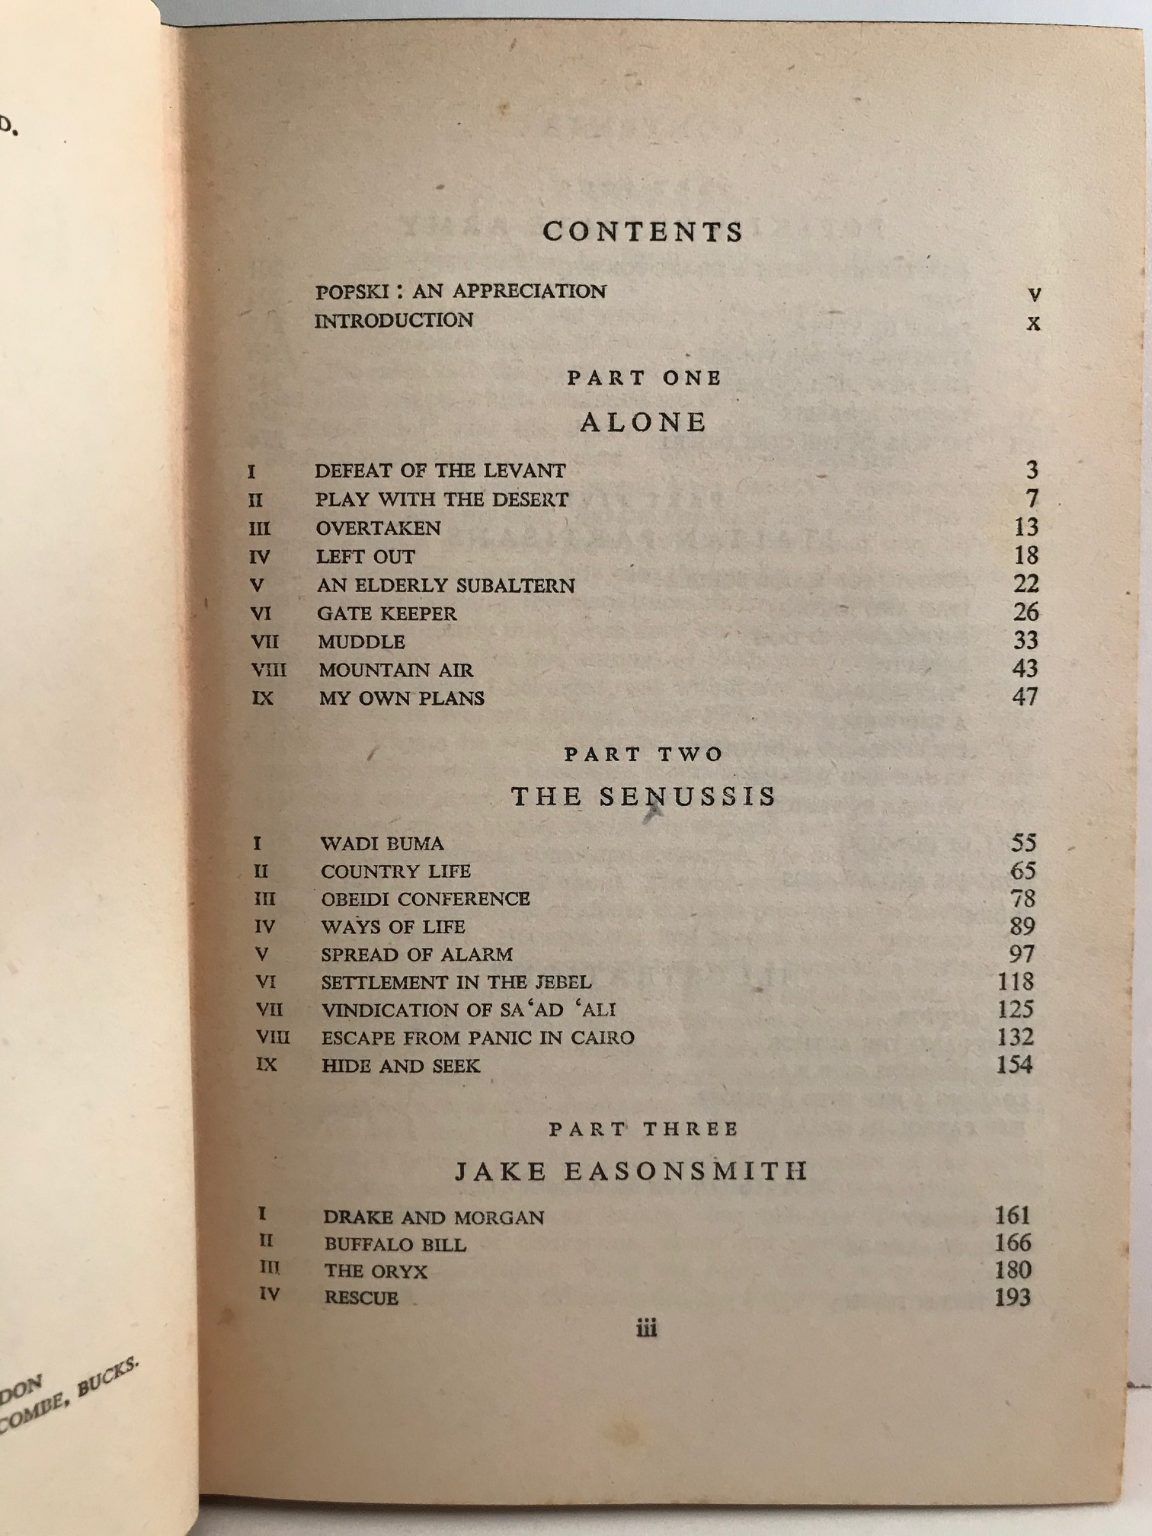 D.
DON
COMBE, BUCKS.
CONTENTS
POPSKI : AN APPRECIATION v
INTRODUCTION x
PART ONE
ALONE
I DEFEAT OF THE LEVANT 3
II PLAY WITH THE DESERT 7
III OVERTAKEN 13
IV LEFT OUT 18
V AN ELDERLY SUBALTERN 22
VI GATE KEEPER 26
VII MUDDLE 33
VIII MOUNTAIN AIR 43
IX MY OWN PLANS 47
PART TWO
THE SENUSSIS
I WADI BUMA 55
II COUNTRY LIFE 65
III OBEIDI CONFERENCE 78
IV WAYS OF LIFE 89
V SPREAD OF ALARM 97
VI SETTLEMENT IN THE JEBEL 118
VII VINDICATION OF SA‘AD ‘ALI 125
VIII ESCAPE FROM PANIC IN CAIRO 132
IX HIDE AND SEEK 154
PART THREE
JAKE EASONSMITH
I DRAKE AND MORGAN 161
II BUFFALO BILL 166
III THE ORYX 180
IV RESCUE 193
iii